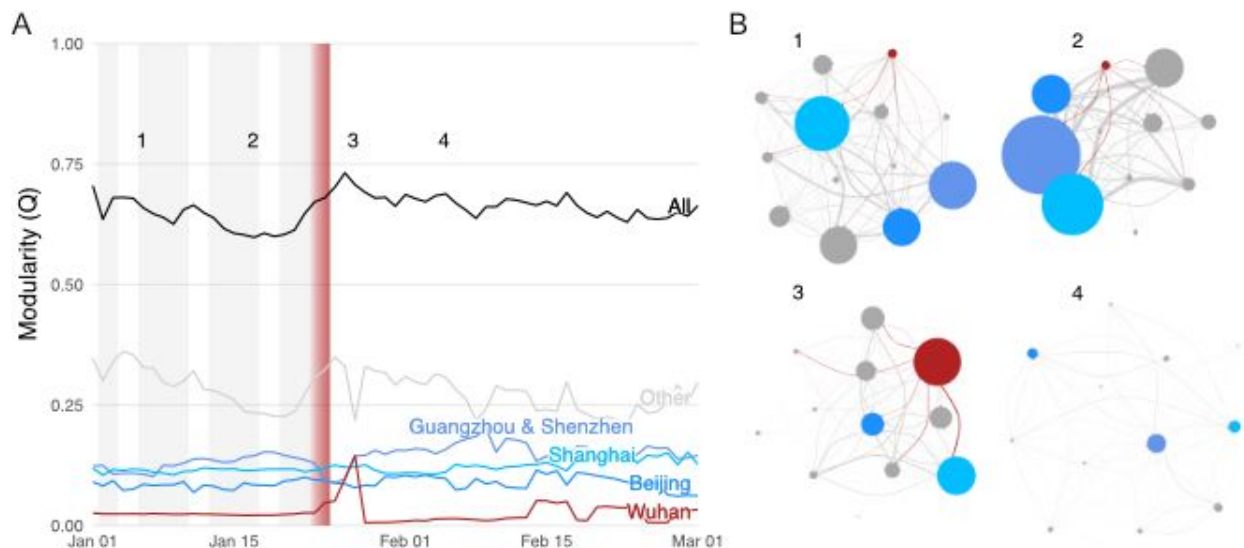 A
B
1.00
0.75
0.50
0.25
0.00
Modularity (Q)
1
2
3
4
All
Other
Guangzhou & Shenzhen
Shanghai
Beijing
Wuhan
Jan 01
Jan 15
Feb 01
Feb 15
Mar 01
1
2
3
4